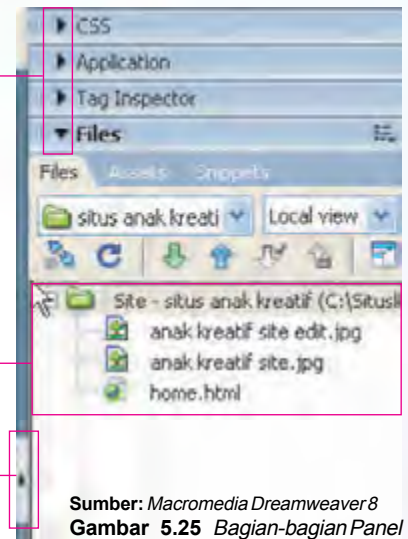 CSS
Application
Tag Inspector
Files
Files Assets Snippets
situs anak kreati Local view
Site - situs anak kreatif (C:\Situsk
anak kreatif site edit.jpg
anak kreatif site.jpg
home.html
Sumber: Macromedia Dreamweaver 8
Gambar 5.25 Bagian-bagian Panel